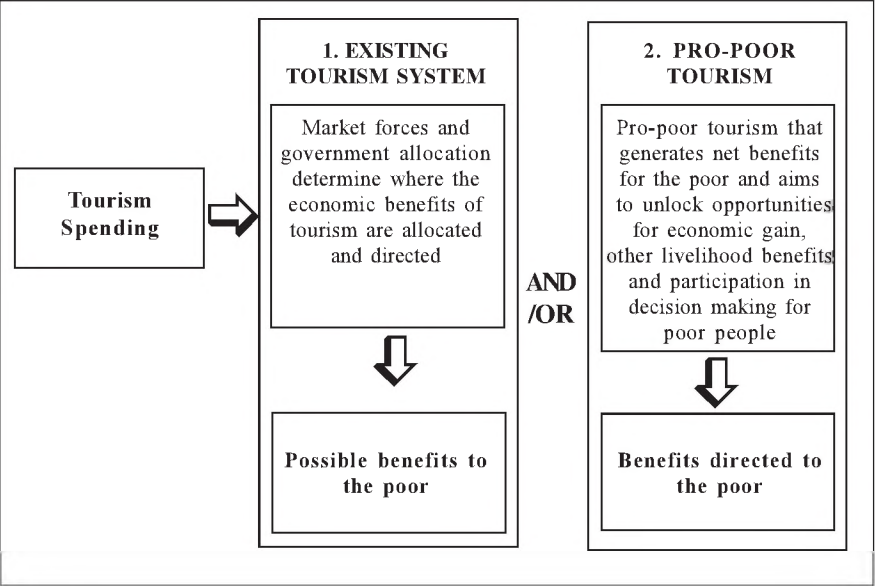 Tourism
Spending
1. EXISTING
TOURISM SYSTEM
Market forces and
government allocation
determine where the
economic benefits of
tourism are allocated
and directed
Possible benefits to
the poor
AND
/OR
2. PRO-POOR
TOURISM
Pro-poor tourism that
generates net benefits
for the poor and aims
to unlock opportunities
for economic gain,
other livelihood benefits
and participation in
decision making for
poor people
Benefits directed to
the poor